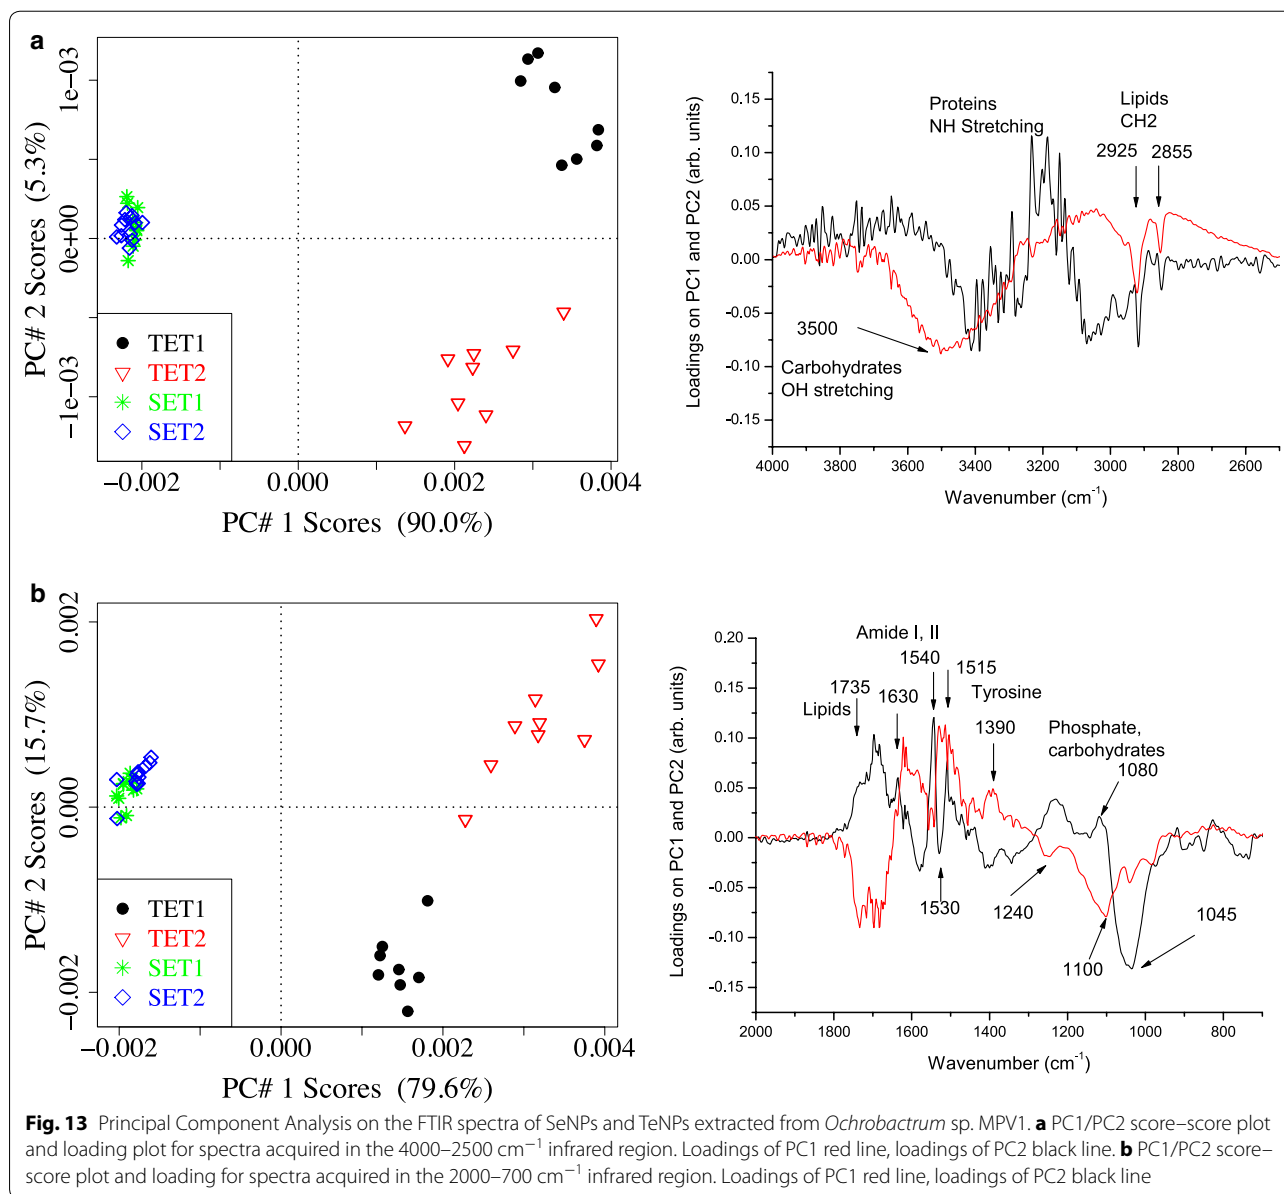 a
PC# 2 Scores (5.3%)
1e−03
0e+00
−1e−03
TET1
TET2
SET1
SET2
−0.002 0.000 0.002 0.004
PC# 1 Scores (90.0%)
Loadings on PC1 and PC2 (arb. units)
0.15
0.10
0.05
0.00
-0.05
-0.10
-0.15
Proteins
NH Stretching
Lipids
CH2
2925 2855
3500
Carbohydrates
OH stretching
4000 3600 3400 3200 3000 2800 2600
Wavenumber (cm-1)
b
PC# 2 Scores (15.7%)
0.002
0.000
−0.002
TET1
TET2
SET1
SET2
−0.002 0.000 0.002 0.004
PC# 1 Scores (79.6%)
Loadings on PC1 and PC2 (arb. units)
0.20
0.15
0.10
0.05
0.00
-0.05
-0.10
-0.15
Amide I, II
1540
1515
1735
1630
Tyrosine
Lipids
1390
Phosphate,
carbohydrates
1080
1530
1240
1045
1100
2000 1800 1600 1400 1200 1000 800
Wavenumber (cm-1)
Fig. 13 Principal Component Analysis on the FTIR spectra of SeNPs and TeNPs extracted from Ochrobactrum sp. MPV1. a PC1/PC2 score–score plot
and loading plot for spectra acquired in the 4000–2500 cm−1 infrared region. Loadings of PC1 red line, loadings of PC2 black line. b PC1/PC2 score–
score plot and loading for spectra acquired in the 2000–700 cm−1 infrared region. Loadings of PC1 red line, loadings of PC2 black line